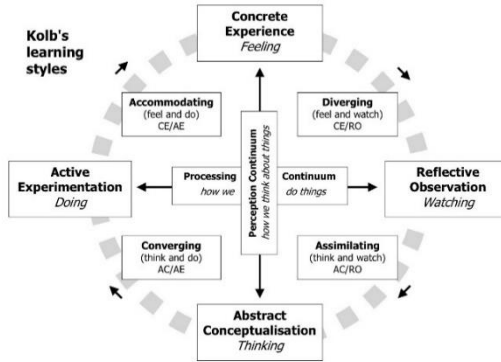 Kolb's
learning
styles
Concrete
Experience
Feeling
Accommodating
(feel and do)
CE/AE
Diverging
(feel and watch)
CE/RO
Active
Experimentation
Doing
Processing
how we
Perception Continuum
how we think about things
Continuum
do things
Reflective
Observation
Watching
Converging
(think and do)
AC/AE
Assimilating
(think and watch)
AC/RO
Abstract
Conceptualisation
Thinking